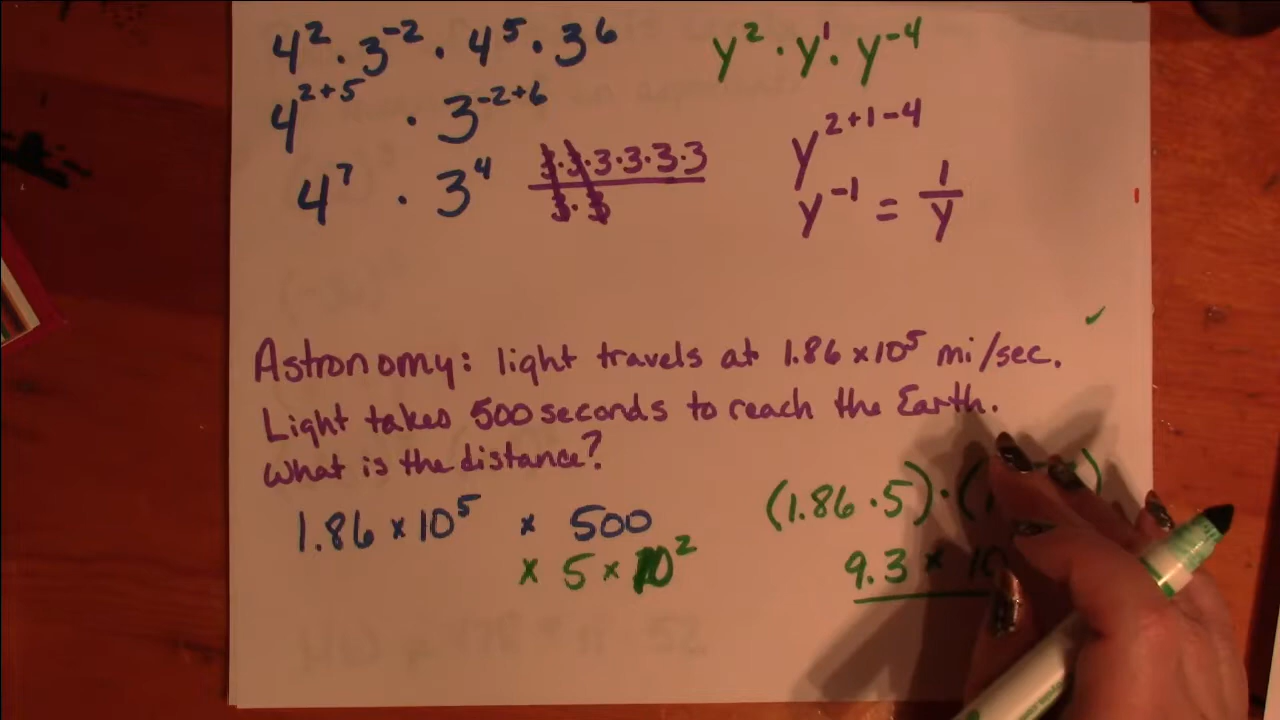 4² · 3⁻² · 4⁵ · 3⁶
4²⁺⁵ · 3⁻²⁺⁶
4⁷ · 3⁴
3·3·3·3·3·3
3·3
y² · y¹ · y⁻⁴
y²⁺¹⁻⁴
y⁻¹ = 1/y
Astronomy: light travels at 1.86 × 10⁵ mi/sec.
Light takes 500 seconds to reach the Earth.
What is the distance?
1.86 × 10⁵ × 500
× 5 × 10²
(1.86 · 5) · (
9.3 × 10